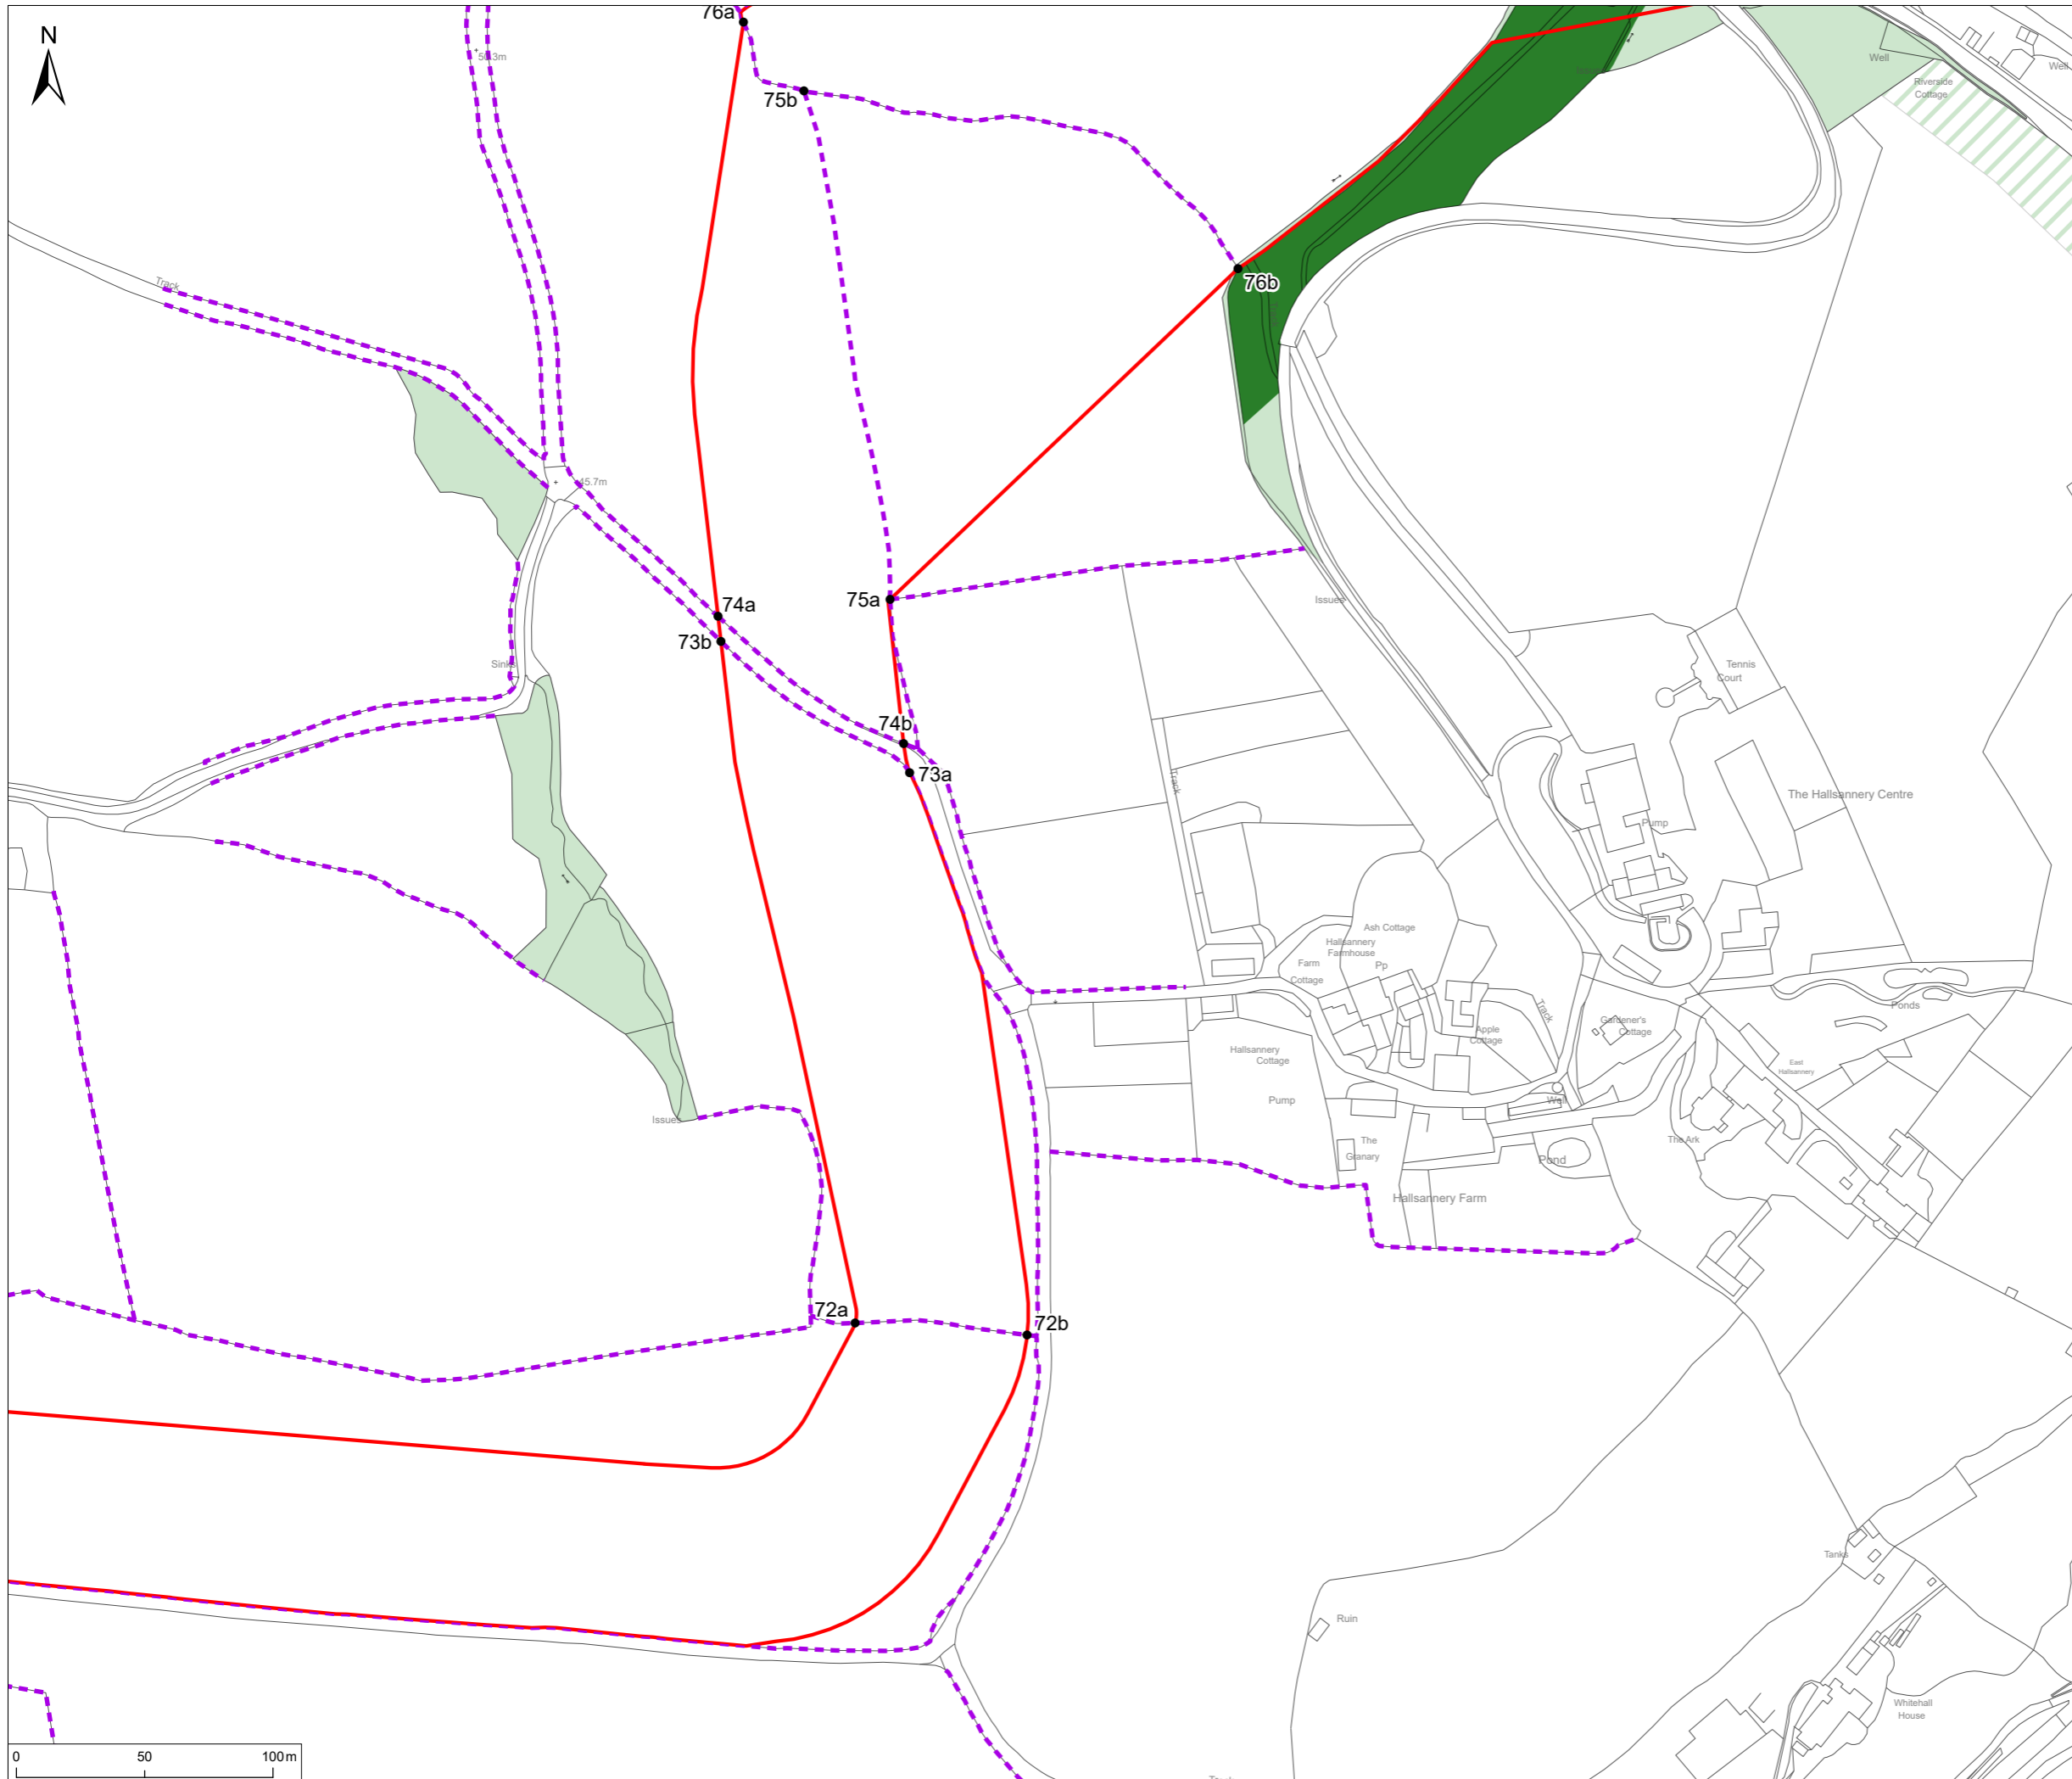 76a
N
50.3m
Well
Well
Riverside
Cottage
75b
76b
Track
45.7m
74a
75a
Issues
73b
Sinks
Tennis
Court
74b
73a
Track
The Hallsannery Centre
Pump
Ash Cottage
Hallsannery
Farmhouse
Farm
Cottage
Pp
Track
Ponds
Gardener's
Cottage
Apple
Cottage
Hallsannery
Cottage
East
Hallsannery
Pump
Well
Issues
The
Granary
The Ark
Pond
Hallsannery Farm
72a
72b
Tanks
Ruin
Whitehall
House
0 50 100m